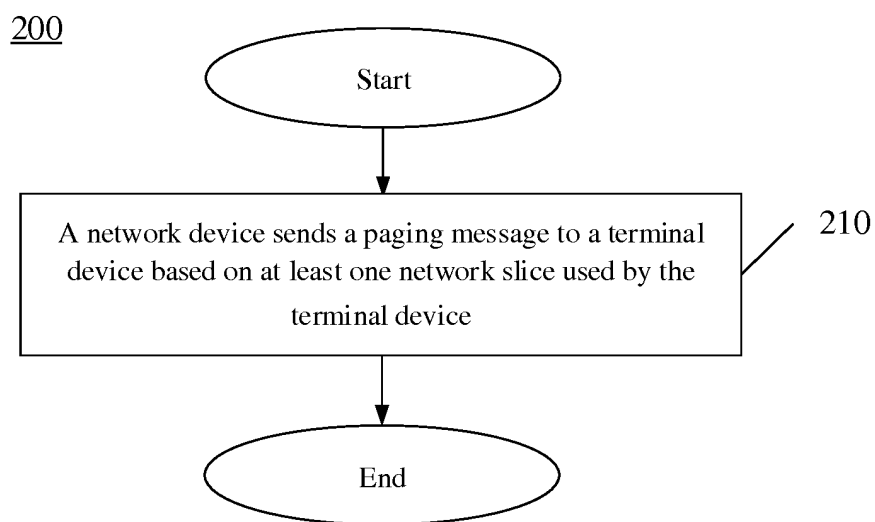 200
Start
A network device sends a paging message to a terminal
device based on at least one network slice used by the
terminal device
210
End